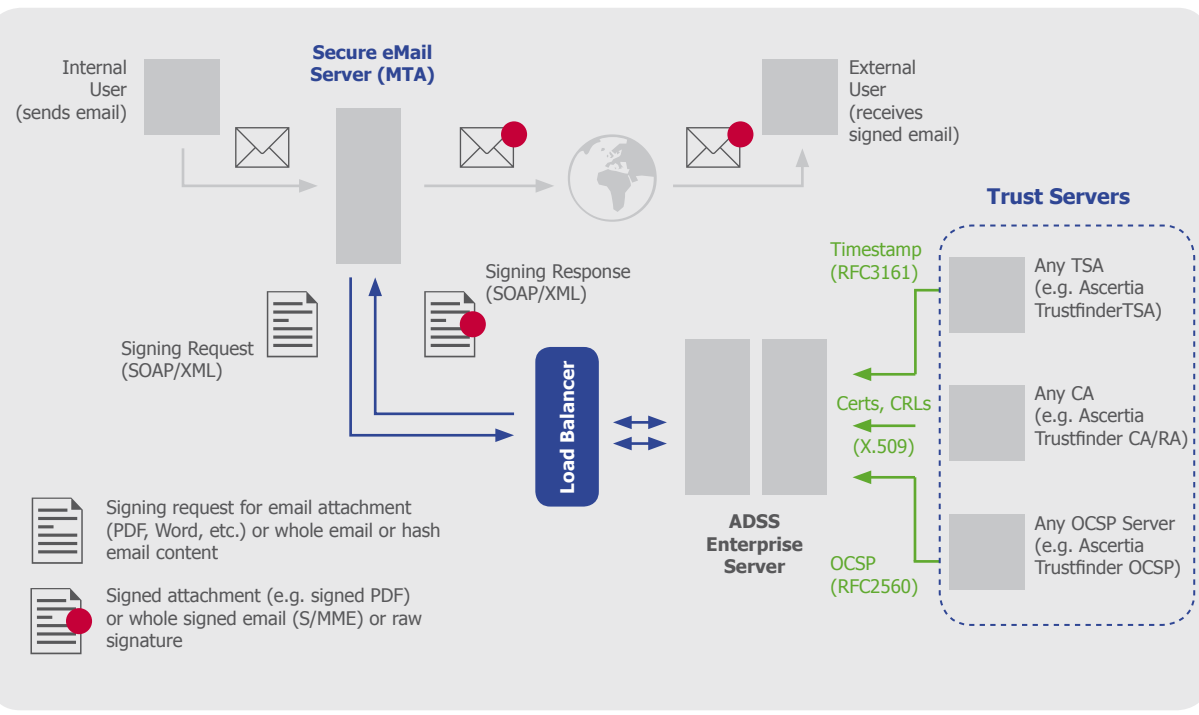 Internal
User
(sends email)
Secure eMail
Server (MTA)
External
User
(receives
signed email)
Trust Servers
Timestamp
(RFC3161)
Any TSA
(e.g. Ascertia
TrustfinderTSA)
Signing Response
(SOAP/XML)
Signing Request
(SOAP/XML)
Load Balancer
Certs, CRLs
(X.509)
Any CA
(e.g. Ascertia
Trustfinder CA/RA)
ADSS
Enterprise
Server
OCSP
(RFC2560)
Any OCSP Server
(e.g. Ascertia
Trustfinder OCSP)
Signing request for email attachment
(PDF, Word, etc.) or whole email or hash
email content
Signed attachment (e.g. signed PDF)
or whole signed email (S/MME) or raw
signature